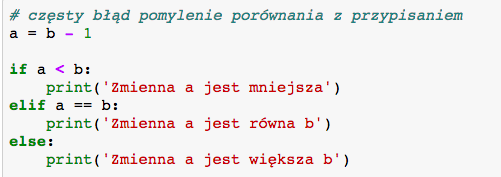 # częsty błąd pomylenie porównania z przypisaniem
a = b - 1

if a < b:
    print('Zmienna a jest mniejsza')
elif a == b:
    print('Zmienna a jest równa b')
else:
    print('Zmienna a jest większa b')